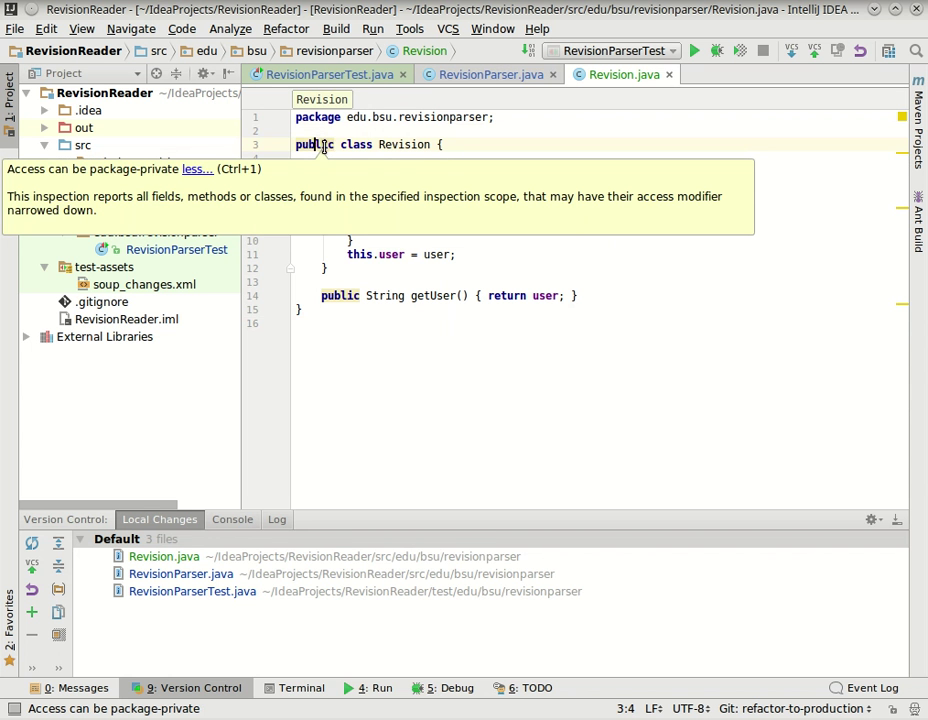 RevisionReader - [~/IdeaProjects/RevisionReader] - [RevisionReader] - ~/IdeaProjects/RevisionReader/src/edu/bsu/revisionparser/Revision.java - IntelliJ IDEA ...
File Edit View Navigate Code Analyze Refactor Build Run Tools VCS Window Help
RevisionReader src edu bsu revisionparser Revision RevisionParserTest
VCS VCS
1: Project
Project
RevisionParserTest.java RevisionParser.java Revision.java
Maven Projects
Ant Build
RevisionReader ~/IdeaProjects/
.idea
out
src
Revision
1 package edu.bsu.revisionparser;
2
3 public class Revision {
Access can be package-private less... (Ctrl+1)
This inspection reports all fields, methods or classes, found in the specified inspection scope, that may have their access modifier
narrowed down.
RevisionParserTest
test-assets
soup_changes.xml
.gitignore
RevisionReader.iml
External Libraries
10 }
11 this.user = user;
12 }
13
14 public String getUser() { return user; }
15 }
16
Version Control: Local Changes Console Log
Default 3 files
Revision.java ~/IdeaProjects/RevisionReader/src/edu/bsu/revisionparser
RevisionParser.java ~/IdeaProjects/RevisionReader/src/edu/bsu/revisionparser
RevisionParserTest.java ~/IdeaProjects/RevisionReader/test/edu/bsu/revisionparser
VCS
2: Favorites
0: Messages 9: Version Control Terminal 4: Run 5: Debug 6: TODO Event Log
Access can be package-private 3:4 LF UTF-8 Git: refactor-to-production